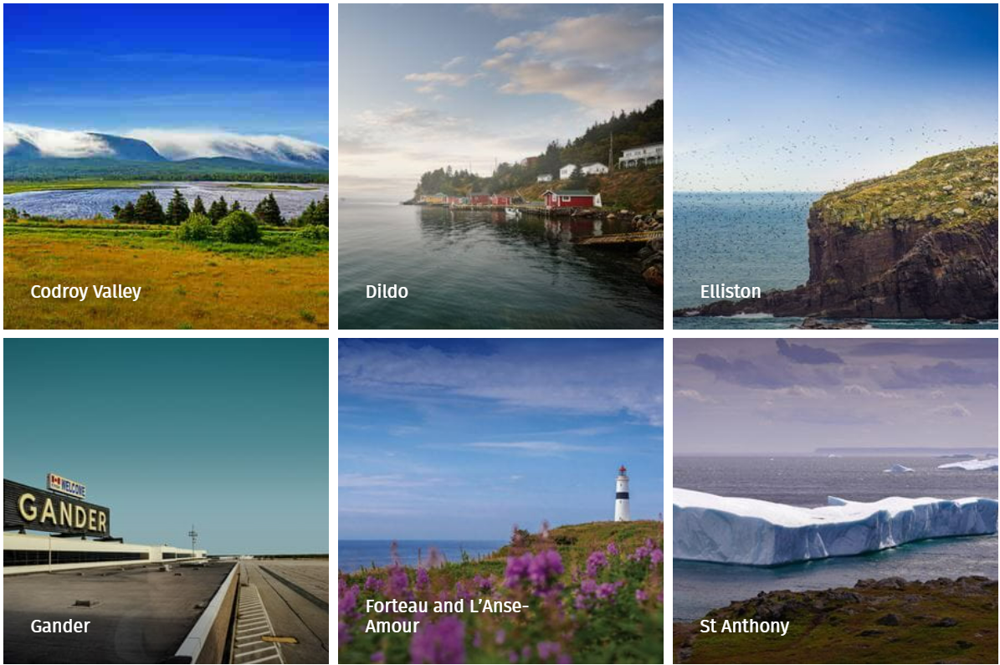 Codroy Valley
Dildo
Elliston
WELCOME
GANDER
Gander
Forteau and L’Anse-
Amour
St Anthony